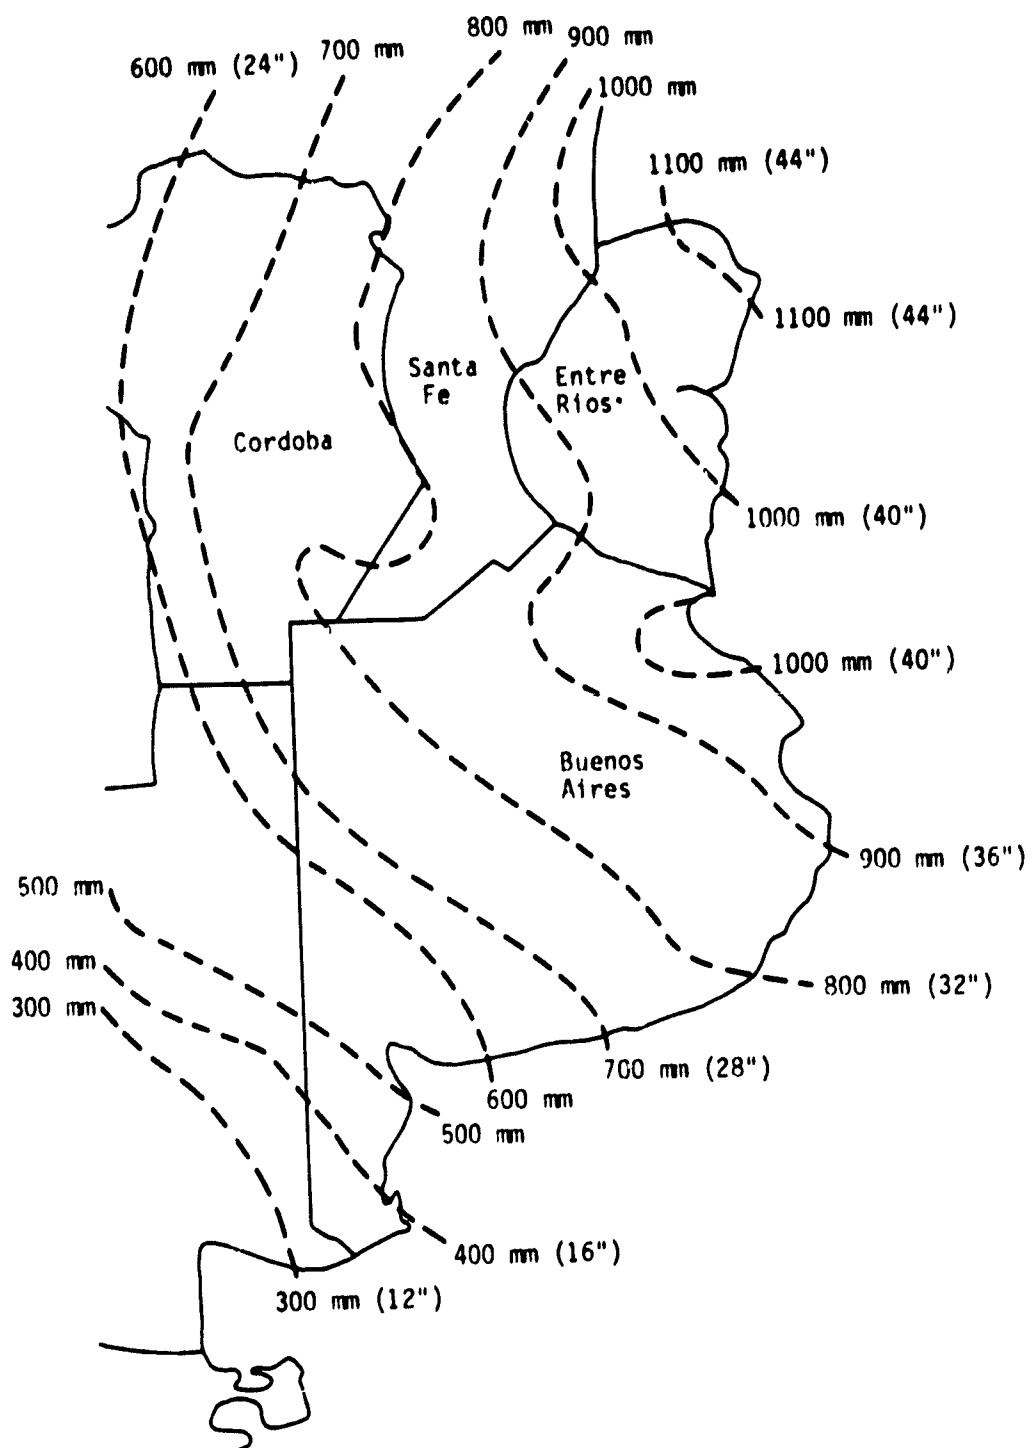 800 mm
900 mm
700 mm
600 mm (24")
1000 mm
1100 mm (44")
1100 mm (44")
Santa
Fe
Entre
Rios
Cordoba
1000 mm (40")
1000 mm (40")
Buenos
Aires
900 mm (36")
500 mm
400 mm
800 mm (32")
300 mm
700 mm (28")
600 mm
500 mm
400 mm (16")
300 mm (12")